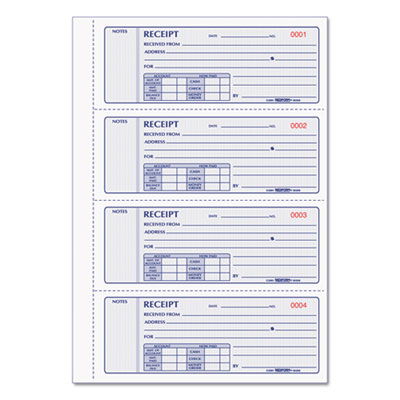 NOTES
RECEIPT DATE NO. 0001
RECEIVED FROM
ADDRESS
FOR
ACCOUNT HOW PAID
AMT. OF ACCOUNT CASH
AMT. PAID CHECK
BALANCE DUE MONEY ORDER BY
NOTES
RECEIPT DATE NO. 0002
RECEIVED FROM
ADDRESS
FOR
ACCOUNT HOW PAID
AMT. OF ACCOUNT CASH
AMT. PAID CHECK
BALANCE DUE MONEY ORDER BY
NOTES
RECEIPT DATE NO. 0003
RECEIVED FROM
ADDRESS
FOR
ACCOUNT HOW PAID
AMT. OF ACCOUNT CASH
AMT. PAID CHECK
BALANCE DUE MONEY ORDER BY
NOTES
RECEIPT DATE NO. 0004
RECEIVED FROM
ADDRESS
FOR
ACCOUNT HOW PAID
AMT. OF ACCOUNT CASH
AMT. PAID CHECK
BALANCE DUE MONEY ORDER BY